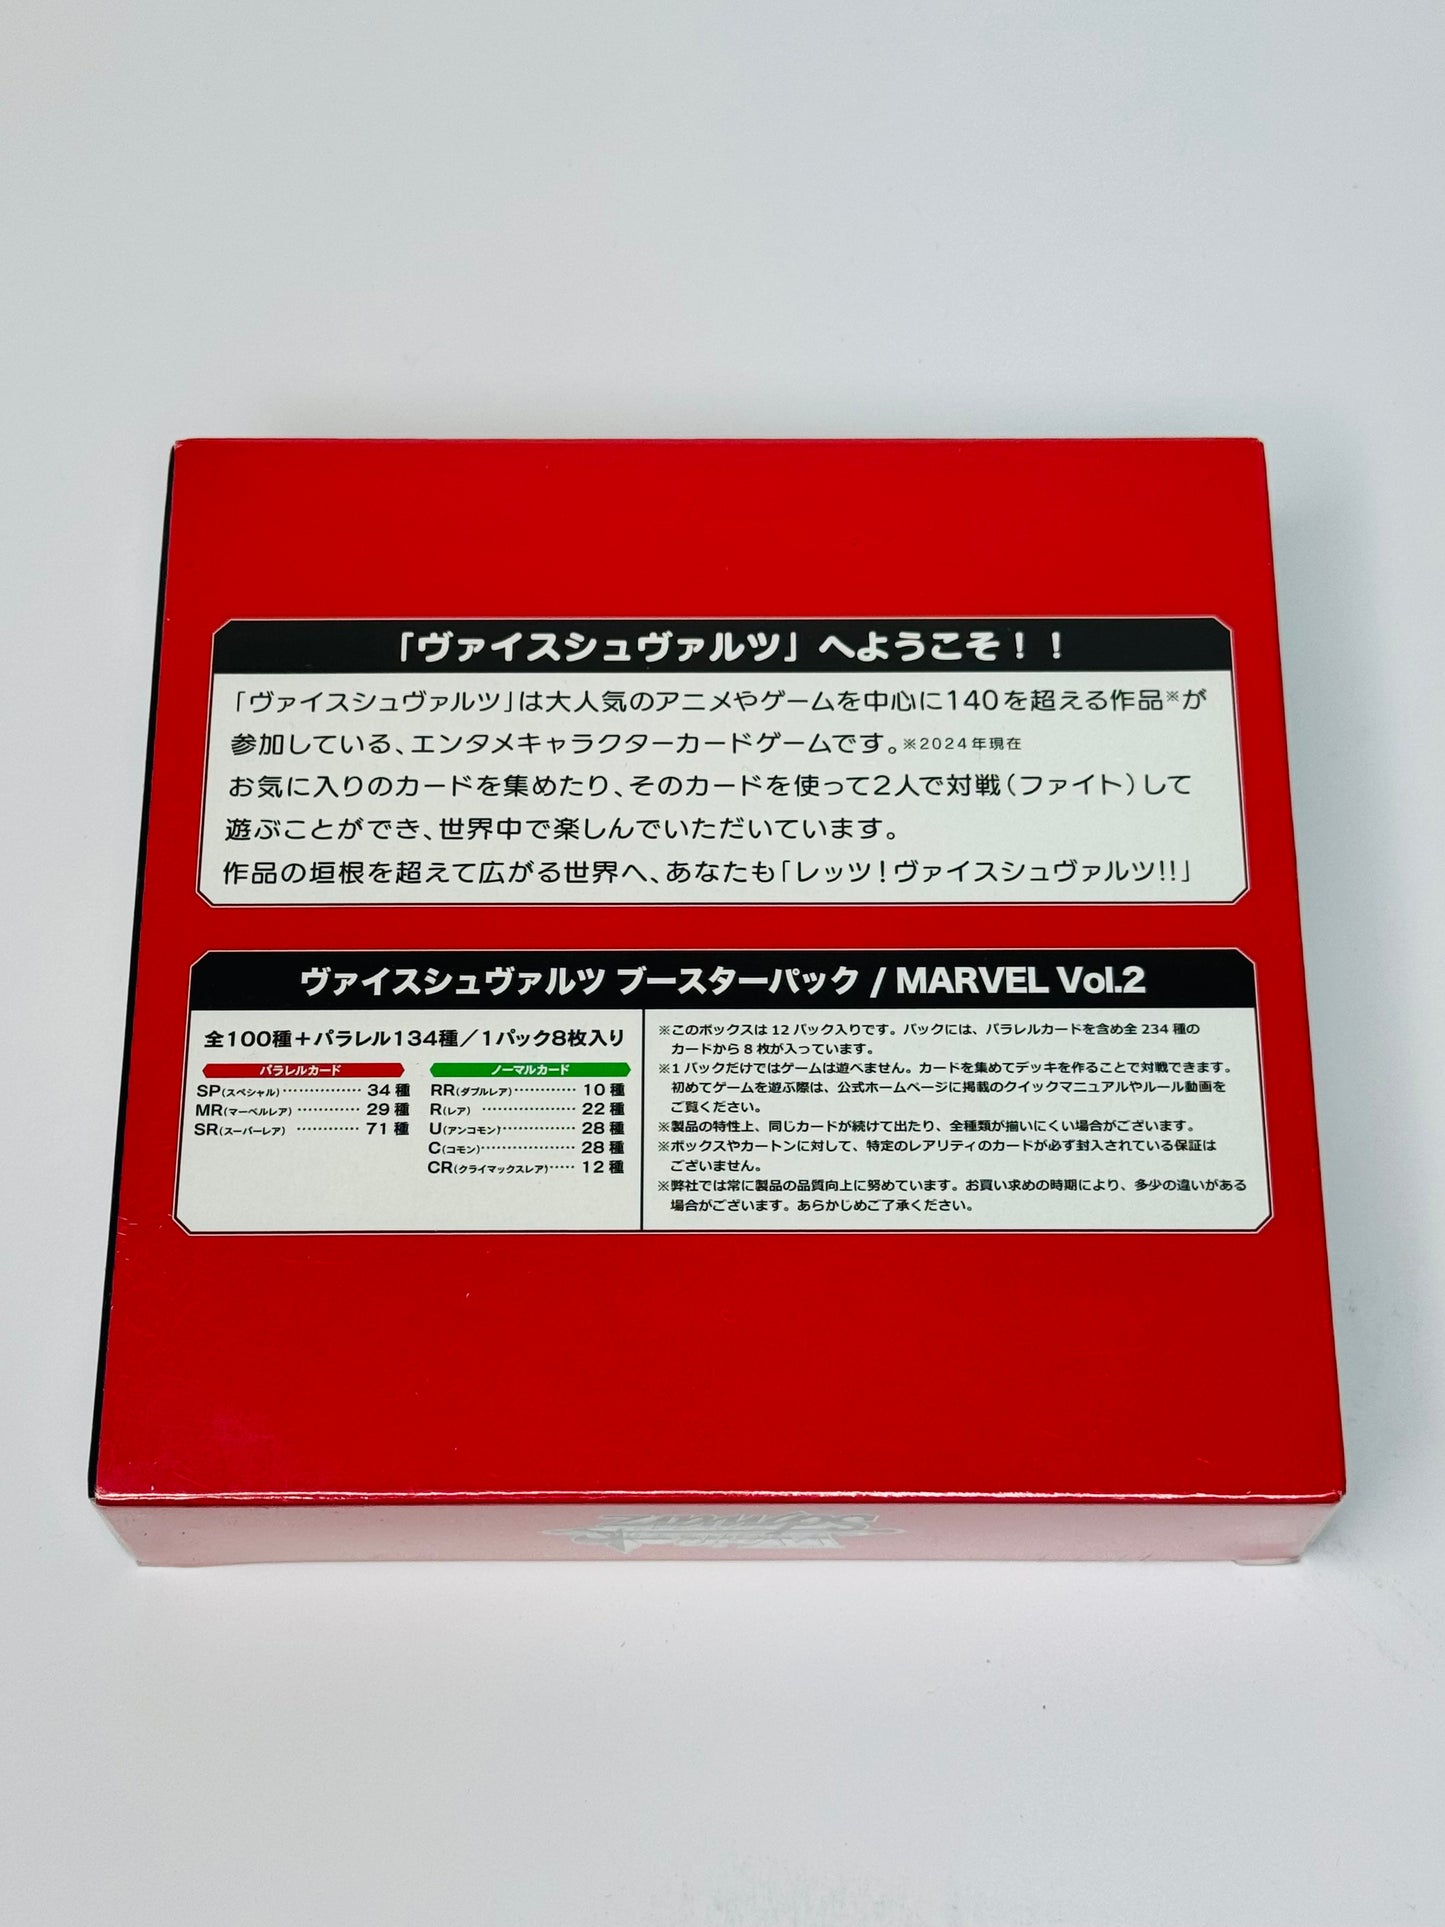 「ヴァイスシュヴァルツ」へようこそ！！
「ヴァイスシュヴァルツ」は大人気のアニメやゲームを中心に140を超える作品※が
参加している、エンタメキャラクターカードゲームです。※2024年現在
お気に入りのカードを集めたり、そのカードを使って2人で対戦（ファイト）して
遊ぶことができ、世界中で楽しんでいただいています。
作品の垣根を超えて広がる世界へ、あなたも「レッツ！ヴァイスシュヴァルツ!!」
ヴァイスシュヴァルツ ブースターパック / MARVEL Vol.2
全100種＋パラレル134種／1パック8枚入り
パラレルカード
SP(スペシャル)················ 34 種
MR(マーベルレア) ············ 29 種
SR(スーパーレア) ············ 71 種
ノーマルカード
RR(ダブルレア)············ 10 種
R(レア) ·················· 22 種
U(アンコモン)··············· 28 種
C(コモン)·················· 28 種
CR(クライマックスレア)····· 12 種
※このボックスは 12 パック入りです。パックには、パラレルカードを含め全 234 種の
カードから 8 枚が入っています。
※1 パックだけではゲームは遊べません。カードを集めてデッキを作ることで対戦できます。
初めてゲームを遊ぶ際は、公式ホームページに掲載のクイックマニュアルやルール動画を
ご覧ください。
※製品の特性上、同じカードが続けて出たり、全種類が揃いにくい場合がございます。
※ボックスやカートンに対して、特定のレアリティのカードが必ず封入されている保証は
ございません。
※弊社では常に製品の品質向上に努めています。お買い求めの時期により、多少の違いがある
場合がございます。あらかじめご了承ください。
Weiß
Schwarz